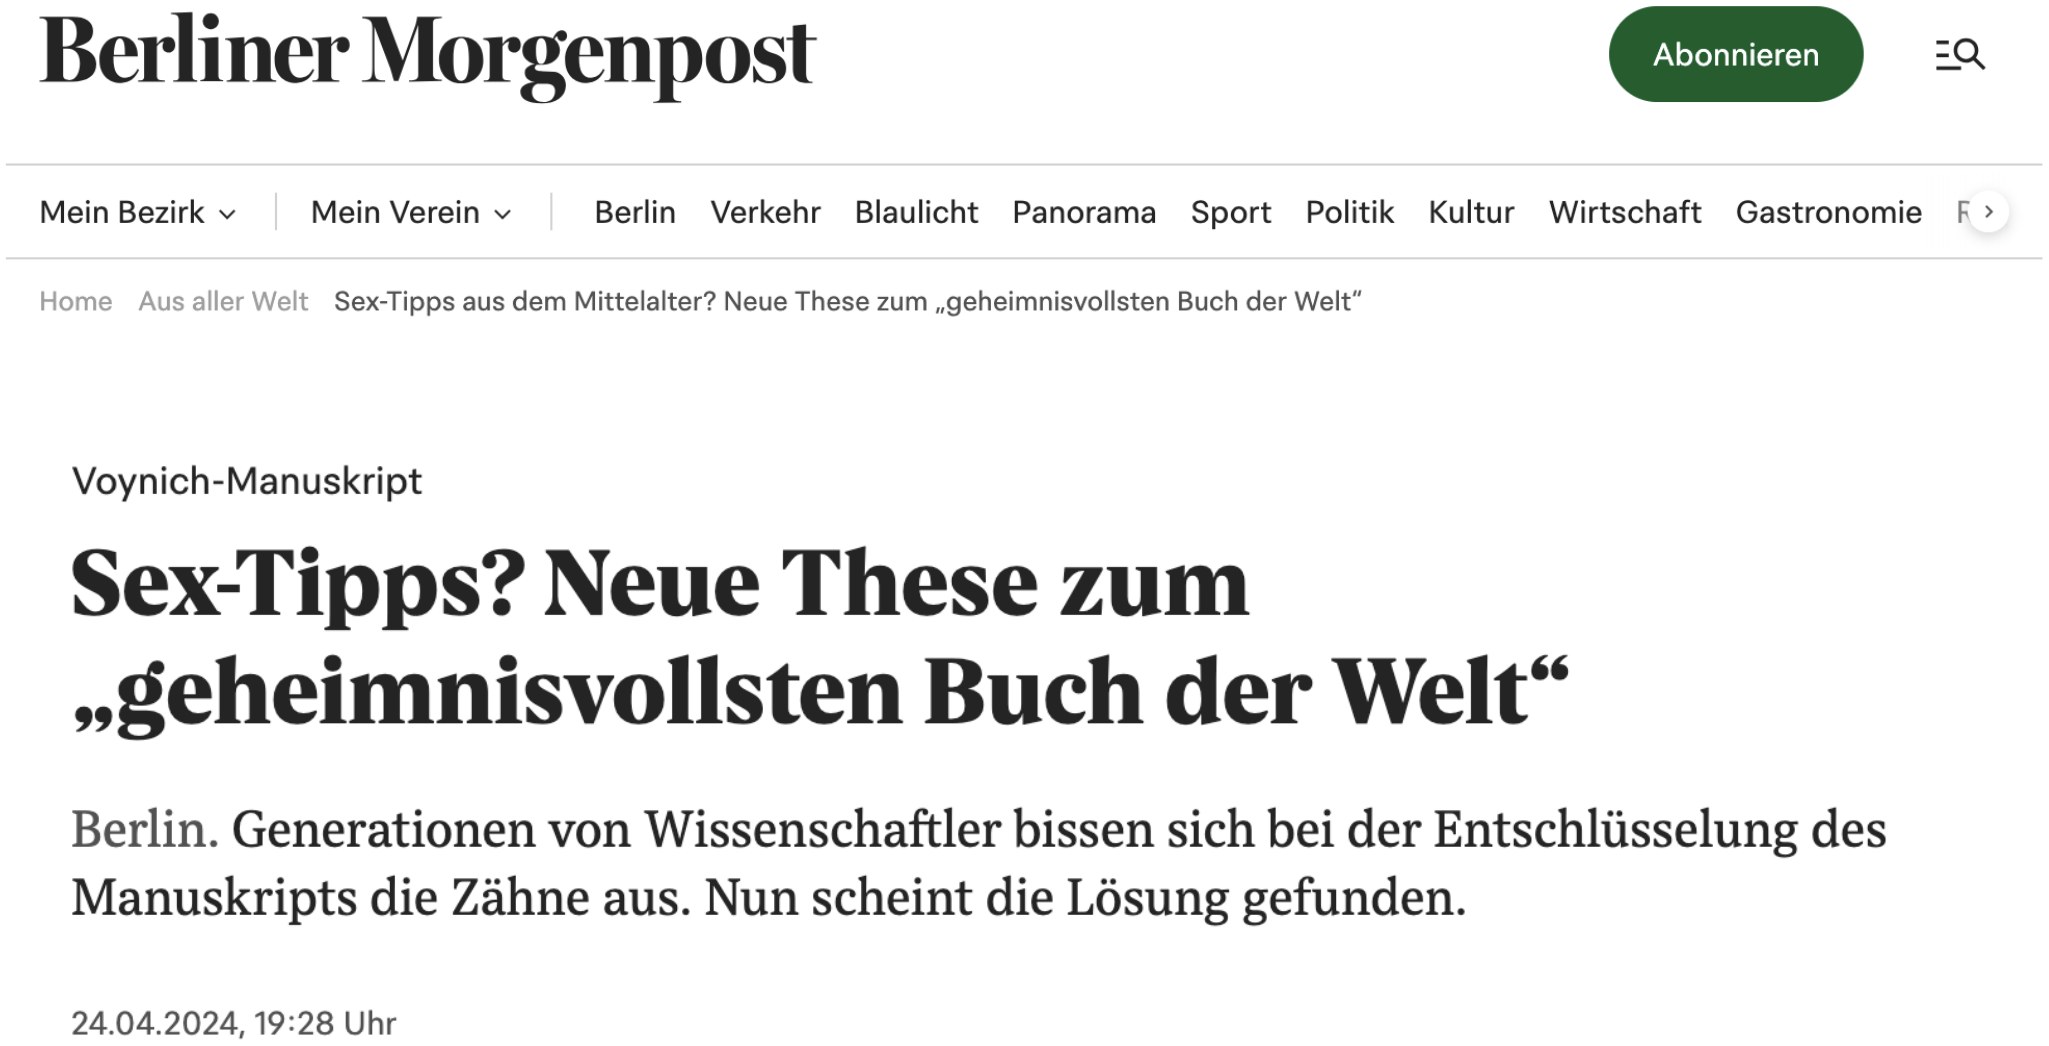 Berliner Morgenpost
Abonnieren
Mein Bezirk
Mein Verein
Berlin Verkehr Blaulicht Panorama Sport Politik Kultur Wirtschaft Gastronomie
Home Aus aller Welt Sex-Tipps aus dem Mittelalter? Neue These zum „geheimnisvollsten Buch der Welt“
Voynich-Manuskript
Sex-Tipps? Neue These zum
„geheimnisvollsten Buch der Welt“
Berlin. Generationen von Wissenschaftler bissen sich bei der Entschlüsselung des
Manuskripts die Zähne aus. Nun scheint die Lösung gefunden.
24.04.2024, 19:28 Uhr